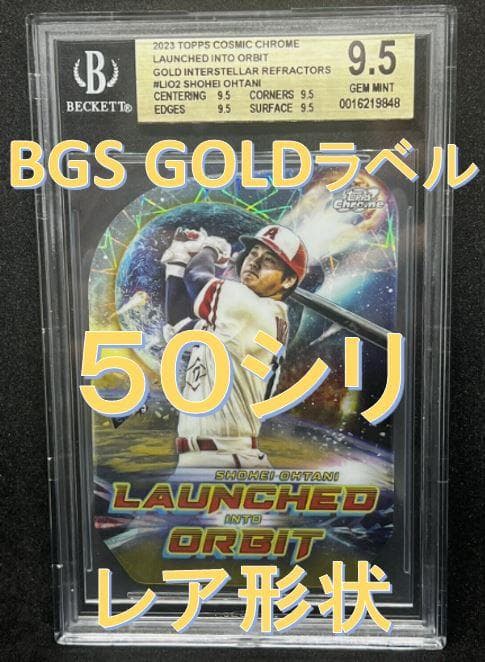 2023 TOPPS COSMIC CHROME
LAUNCHED INTO ORBIT
GOLD INTERSTELLAR REFRACTORS
#LIO2 SHOHEI OHTANI
CENTERING 9.5 CORNERS 9.5
EDGES 9.5 SURFACE 9.5
9.5
GEM MINT
0016219848
B
BECKETT®
BGS GOLDラベル
Topps
Chrome
A
50シリ
SHOHEI OHTANI
LAUNCHED
INTO
ORBIT
レア形状